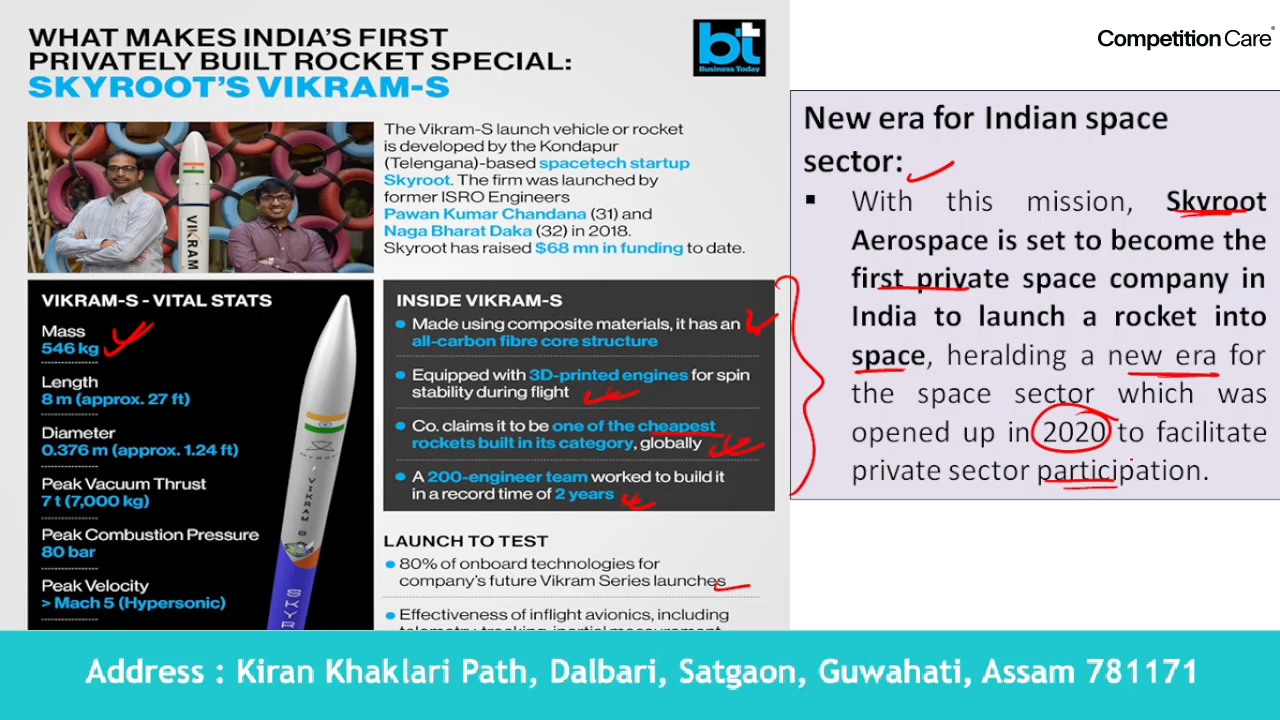 WHAT MAKES INDIA'S FIRST
PRIVATELY BUILT ROCKET SPECIAL:
SKYROOT'S VIKRAM-S
bt
Business Today
Competition Care
The Vikram-S launch vehicle or rocket
is developed by the Kondapur
(Telengana)-based spacetech startup
Skyroot. The firm was launched by
former ISRO Engineers
Pawan Kumar Chandana (31) and
Naga Bharat Daka (32) in 2018.
Skyroot has raised $68 mn in funding to date.
VIKRAM
VIKRAM-S - VITAL STATS
Mass
546 kg
Length
8 m (approx. 27 ft)
Diameter
0.376 m (approx. 1.24 ft)
Peak Vacuum Thrust
7 t (7,000 kg)
Peak Combustion Pressure
80 bar
Peak Velocity
> Mach 5 (Hypersonic)
VIKRAM S
SKYR
INSIDE VIKRAM-S
Made using composite materials, it has an
all-carbon fibre core structure
Equipped with 3D-printed engines for spin
stability during flight
Co. claims it to be one of the cheapest
rockets built in its category, globally
A 200-engineer team worked to build it
in a record time of 2 years
LAUNCH TO TEST
80% of onboard technologies for
company's future Vikram Series launches
Effectiveness of inflight avionics, including
telemetry, tracking, inertial measurement
New era for Indian space
sector:
With this mission, Skyroot
Aerospace is set to become the
first private space company in
India to launch a rocket into
space, heralding a new era for
the space sector which was
opened up in 2020 to facilitate
private sector participation.
Address : Kiran Khaklari Path, Dalbari, Satgaon, Guwahati, Assam 781171